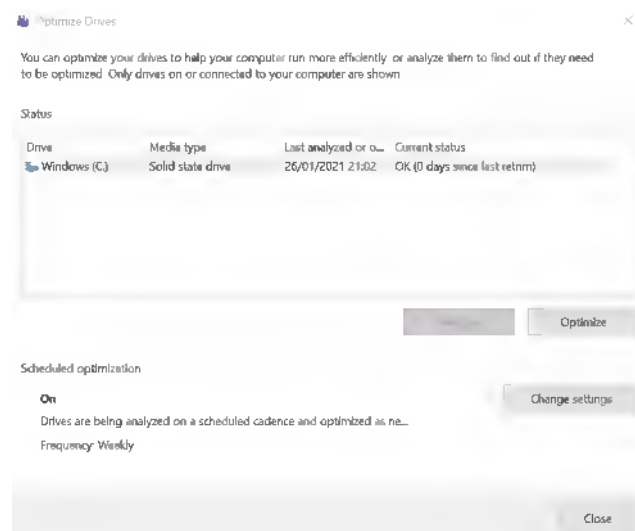 Optimize Drives
You can optimize your drives to help your computer run more efficiently or analyze them to find out if they need
to be optimized Only drives on or connected to your computer are shown
Status
Drive Media type Last analyzed or o... Current status
Windows (C:) Solid state drive 26/01/2021 21:02 OK (0 days since last retrim)
Optimize
Scheduled optimization
On Change settings
Drives are being analyzed on a scheduled cadence and optimized as ne...
Frequency Weekly
Close